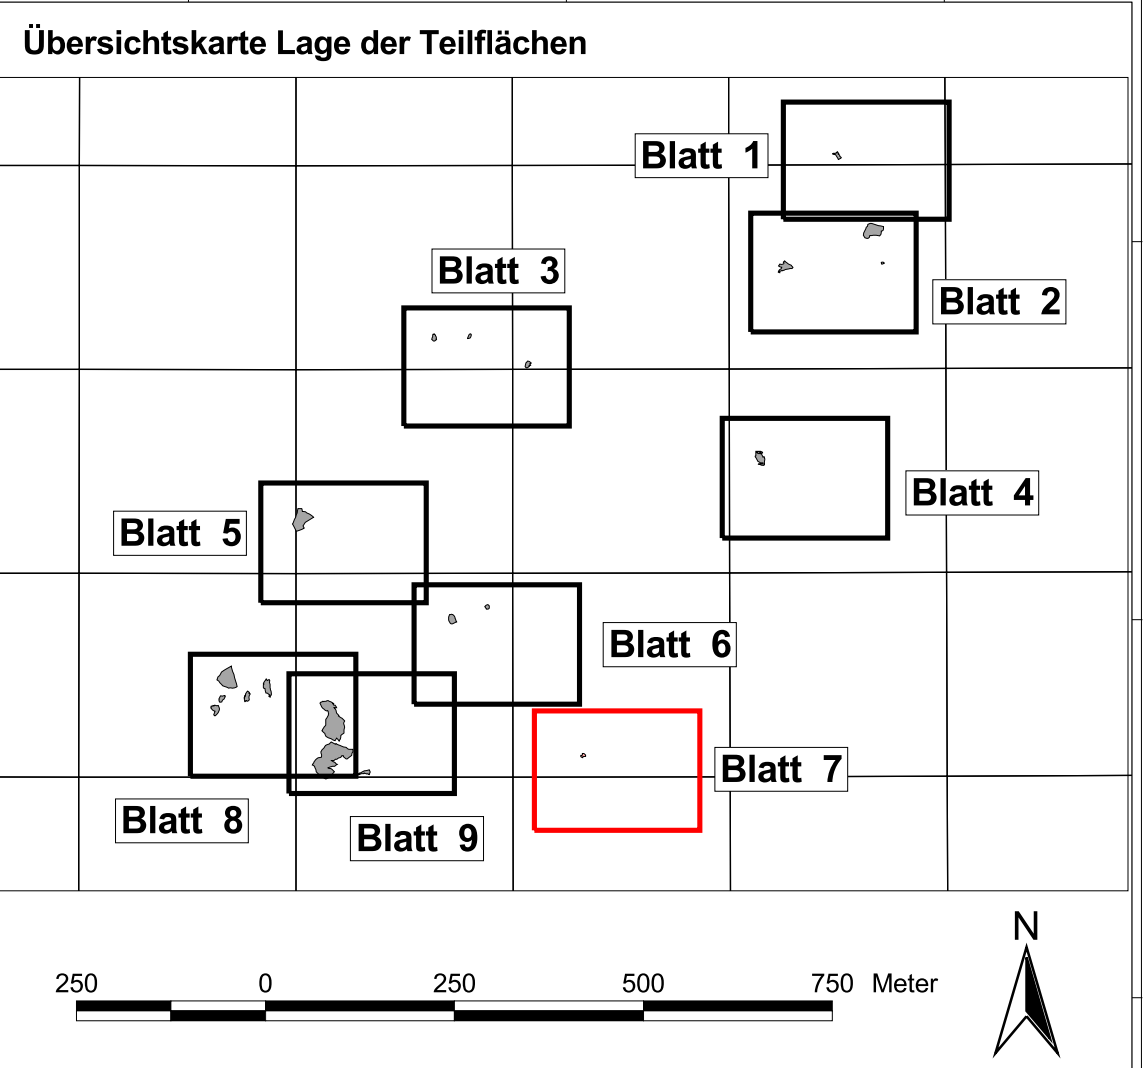 Übersichtskarte Lage der Teilflächen
Blatt 1
Blatt 3
Blatt 2
Blatt 4
Blatt 5
Blatt 6
Blatt 7
Blatt 8
Blatt 9
N
250 0 250 500 750 Meter